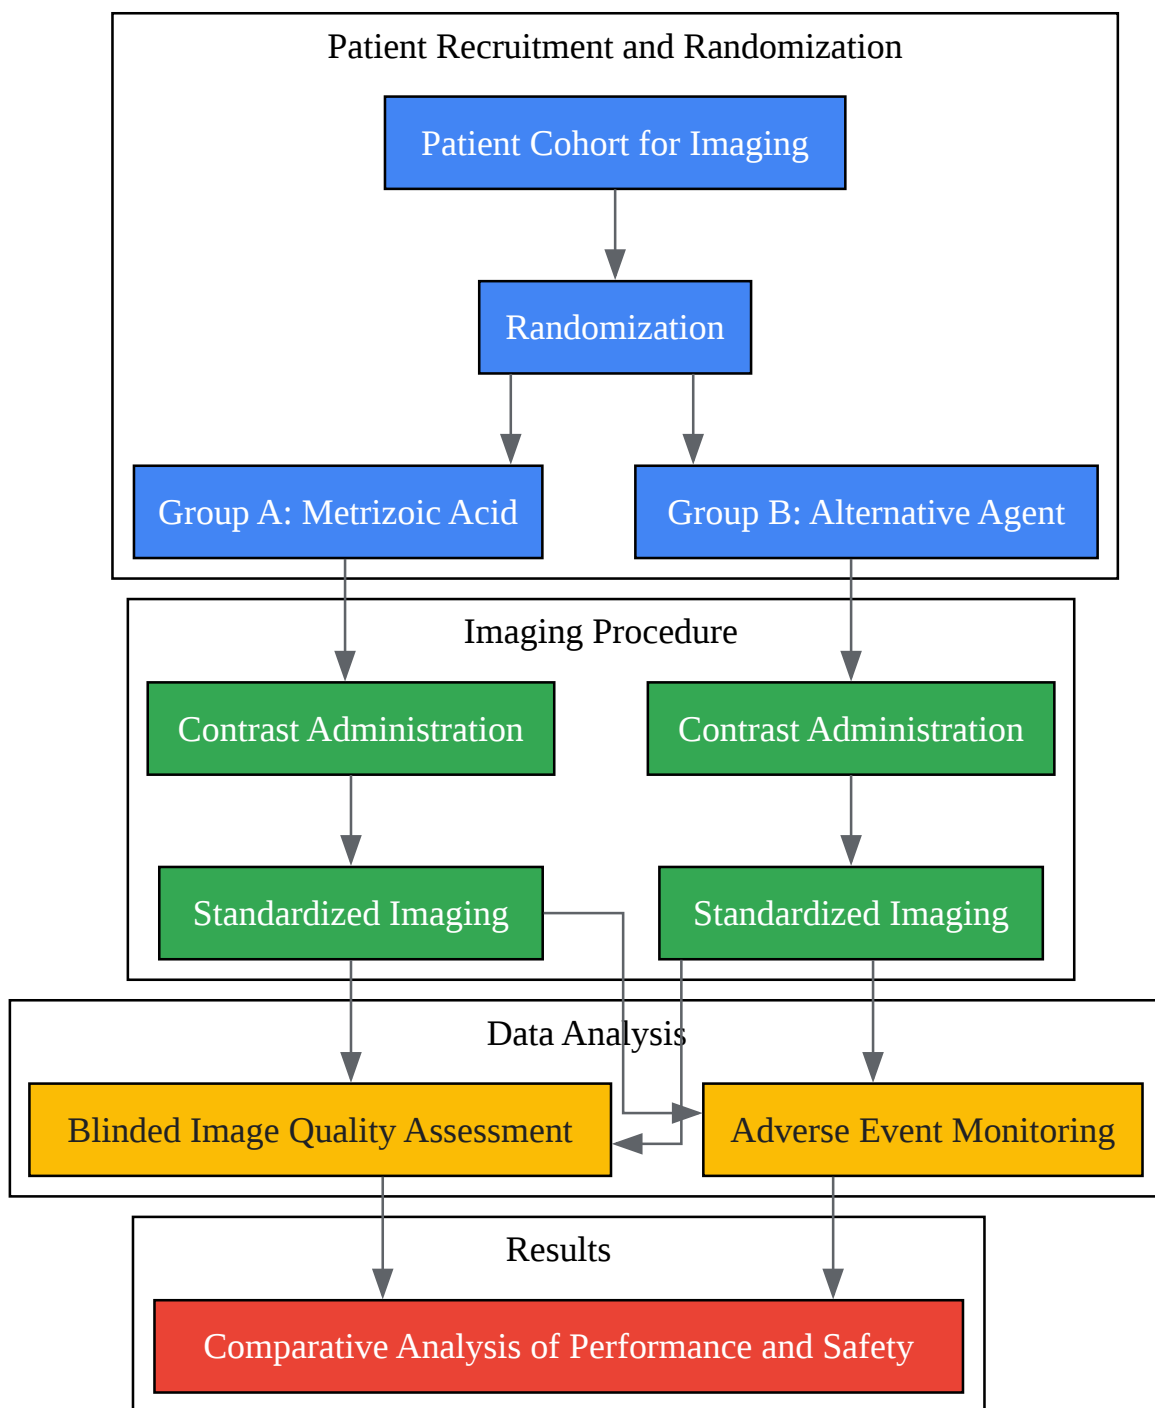 Patient Recruitment and Randomization
Patient Cohort for Imaging
Randomization
Group A: Metrizoic Acid
Group B: Alternative Agent
Imaging Procedure
Contrast Administration
Contrast Administration
Standardized Imaging
Standardized Imaging
Data Analysis
Blinded Image Quality Assessment
Adverse Event Monitoring
Results
Comparative Analysis of Performance and Safety